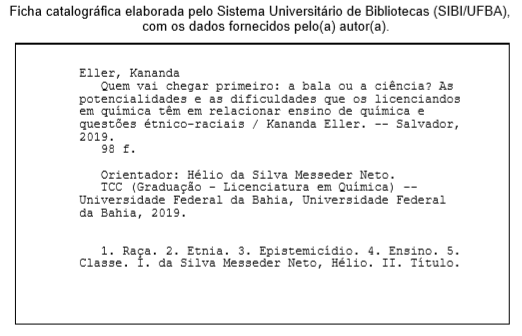 Ficha catalográfica elaborada pelo Sistema Universitário de Bibliotecas (SIBI/UFBA),
com os dados fornecidos pelo(a) autor(a).
Eller, Kananda
Quem vai chegar primeiro: a bala ou a ciência? As
potencialidades e as dificuldades que os licenciandos
em química têm em relacionar ensino de química e
questões étnico-raciais / Kananda Eller. -- Salvador,
2019.
98 f.
Orientador: Hélio da Silva Messeder Neto.
TCC (Graduação - Licenciatura em Química) --
Universidade Federal da Bahia, Universidade Federal
da Bahia, 2019.
1. Raça. 2. Etnia. 3. Epistemicídio. 4. Ensino. 5.
Classe. I. da Silva Messeder Neto, Hélio. II. Título.